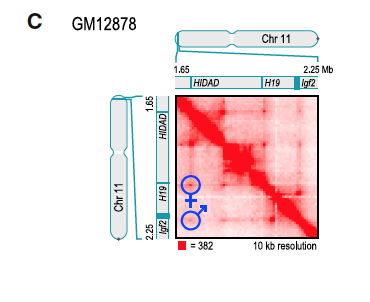 C GM12878
Chr 11
1.65 2.25 Mb
HIDAD H19 Igf2
Chr 11
1.65
HIDAD
H19
Igf2
2.25
♀
♂
= 382 10 kb resolution